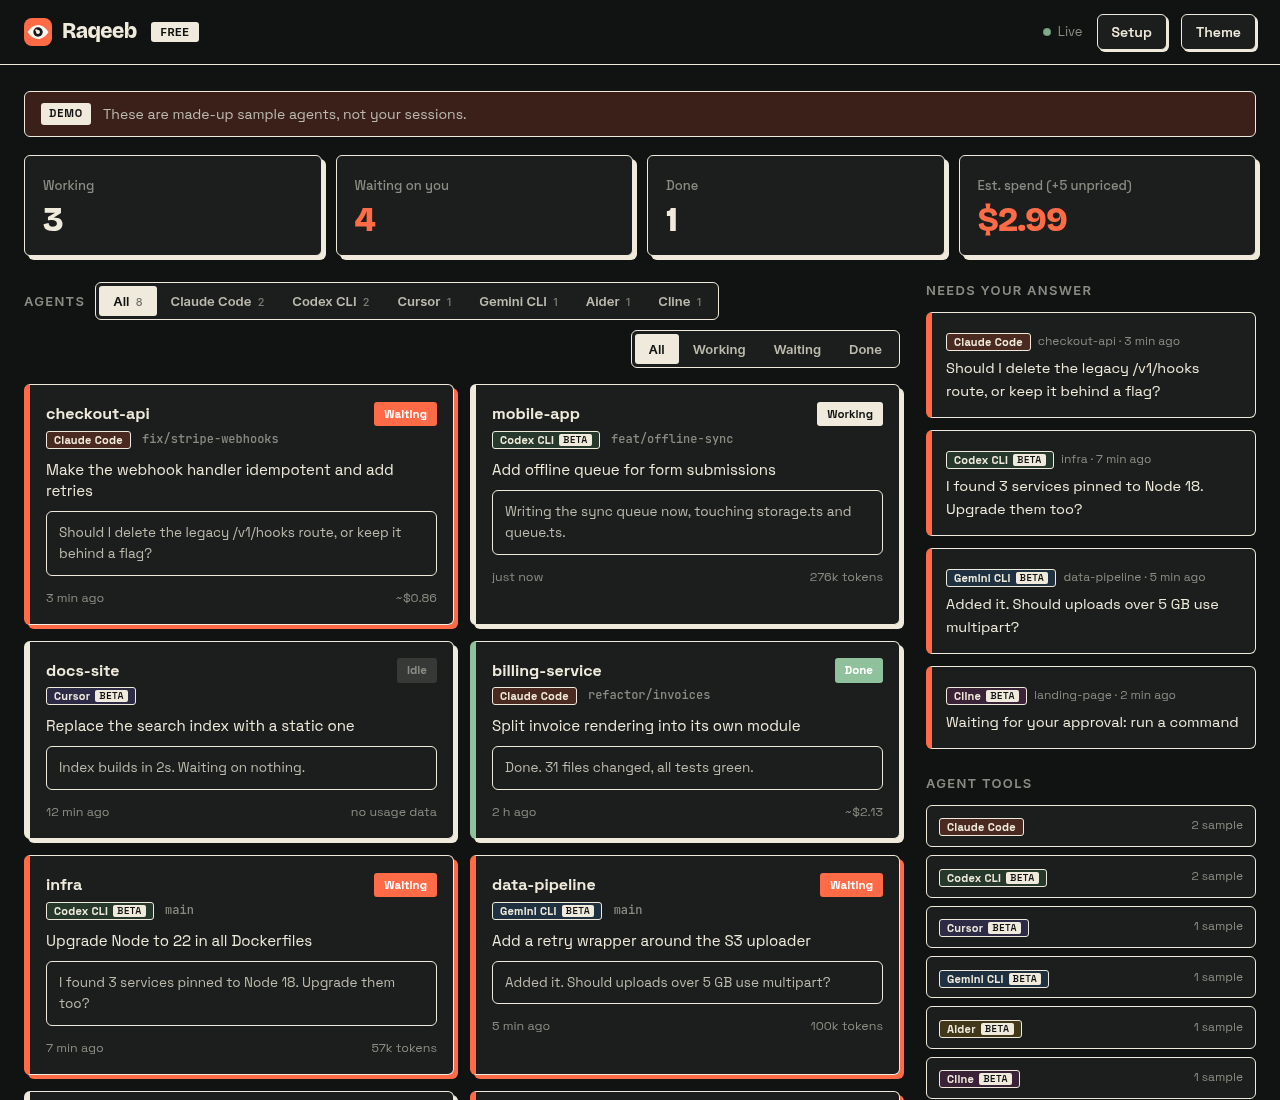 Raqeeb FREE
Live Setup Theme
DEMO These are made-up sample agents, not your sessions.
Working
3
Waiting on you
4
Done
1
Est. spend (+5 unpriced)
$2.99
AGENTS All 8 Claude Code 2 Codex CLI 2 Cursor 1 Gemini CLI 1 Aider 1 Cline 1
All Working Waiting Done
checkout-api Waiting
Claude Code fix/stripe-webhooks
Make the webhook handler idempotent and add
retries
Should I delete the legacy /v1/hooks route, or keep it
behind a flag?
3 min ago ~$0.86
mobile-app Working
Codex CLI BETA feat/offline-sync
Add offline queue for form submissions
Writing the sync queue now, touching storage.ts and
queue.ts.
just now 276k tokens
docs-site Idle
Cursor BETA
Replace the search index with a static one
Index builds in 2s. Waiting on nothing.
12 min ago no usage data
billing-service Done
Claude Code refactor/invoices
Split invoice rendering into its own module
Done. 31 files changed, all tests green.
2 h ago ~$2.13
infra Waiting
Codex CLI BETA main
Upgrade Node to 22 in all Dockerfiles
I found 3 services pinned to Node 18. Upgrade them
too?
7 min ago 57k tokens
data-pipeline Waiting
Gemini CLI BETA main
Add a retry wrapper around the S3 uploader
Added it. Should uploads over 5 GB use multipart?
5 min ago 100k tokens
NEEDS YOUR ANSWER
Claude Code checkout-api · 3 min ago
Should I delete the legacy /v1/hooks
route, or keep it behind a flag?
Codex CLI BETA infra · 7 min ago
I found 3 services pinned to Node 18.
Upgrade them too?
Gemini CLI BETA data-pipeline · 5 min ago
Added it. Should uploads over 5 GB use
multipart?
Cline BETA landing-page · 2 min ago
Waiting for your approval: run a command
AGENT TOOLS
Claude Code 2 sample
Codex CLI BETA 2 sample
Cursor BETA 1 sample
Gemini CLI BETA 1 sample
Aider BETA 1 sample
Cline BETA 1 sample